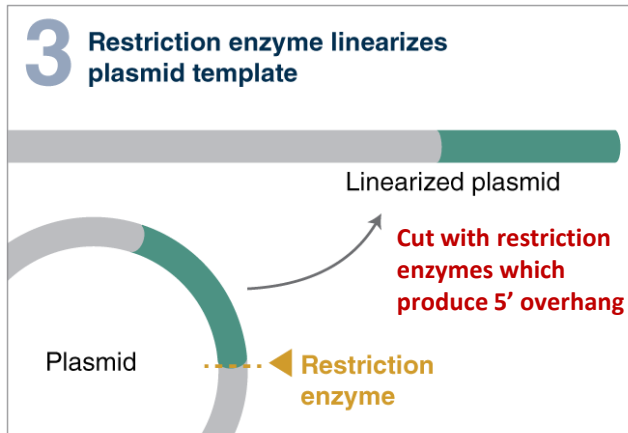 3
Restriction enzyme linearizes
plasmid template
Linearized plasmid
Cut with restriction
enzymes which
produce 5’ overhang
Plasmid
Restriction
enzyme